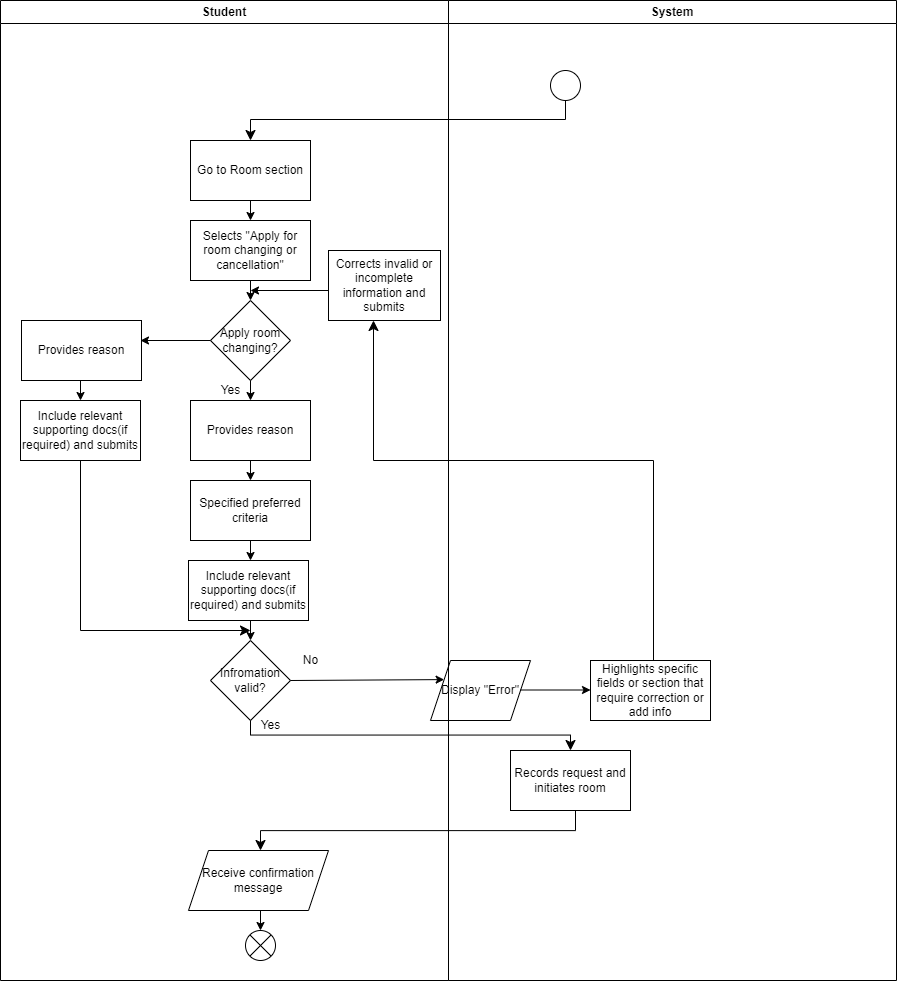 Student
System
Go to Room section
Selects "Apply for
room changing or
cancellation"
Corrects invalid or
incomplete
information and
submits
Apply room
changing?
Provides reason
Yes
Include relevant
supporting docs(if
required) and submits
Provides reason
Specified preferred
criteria
Include relevant
supporting docs(if
required) and submits
No
Infromation
valid?
Display "Error"
Highlights specific
fields or section that
require correction or
add info
Yes
Records request and
initiates room
Receive confirmation
message